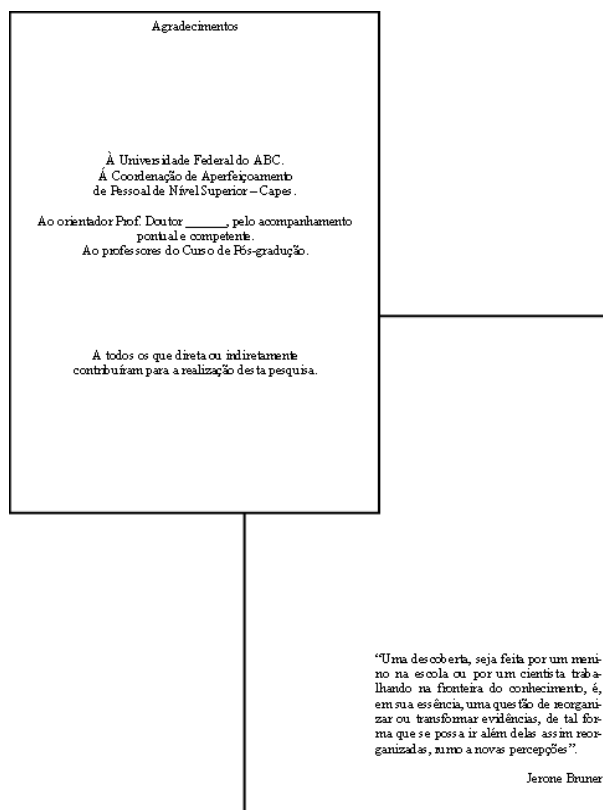 Agradecimentos
À Universidade Federal do ABC.
Á Coordenação de Aperfeiçoamento
de Pessoal de Nível Superior – Capes.
Ao orientador Prof. Doutor ______, pelo acompanhamento
pontual e competente.
Ao professores do Curso de Pós-gradução.
A todos os que direta ou indiretamente
contribuíram para a realização desta pesquisa.
“Uma descoberta, seja feita por um meni-
no na escola ou por um cientista traba-
lhando na fronteira do conhecimento, é,
em sua essência, uma questão de reorgani-
zar ou transformar evidências, de tal for-
ma que se possa ir além delas assim reor-
ganizadas, rumo a novas percepções”.
Jerone Bruner